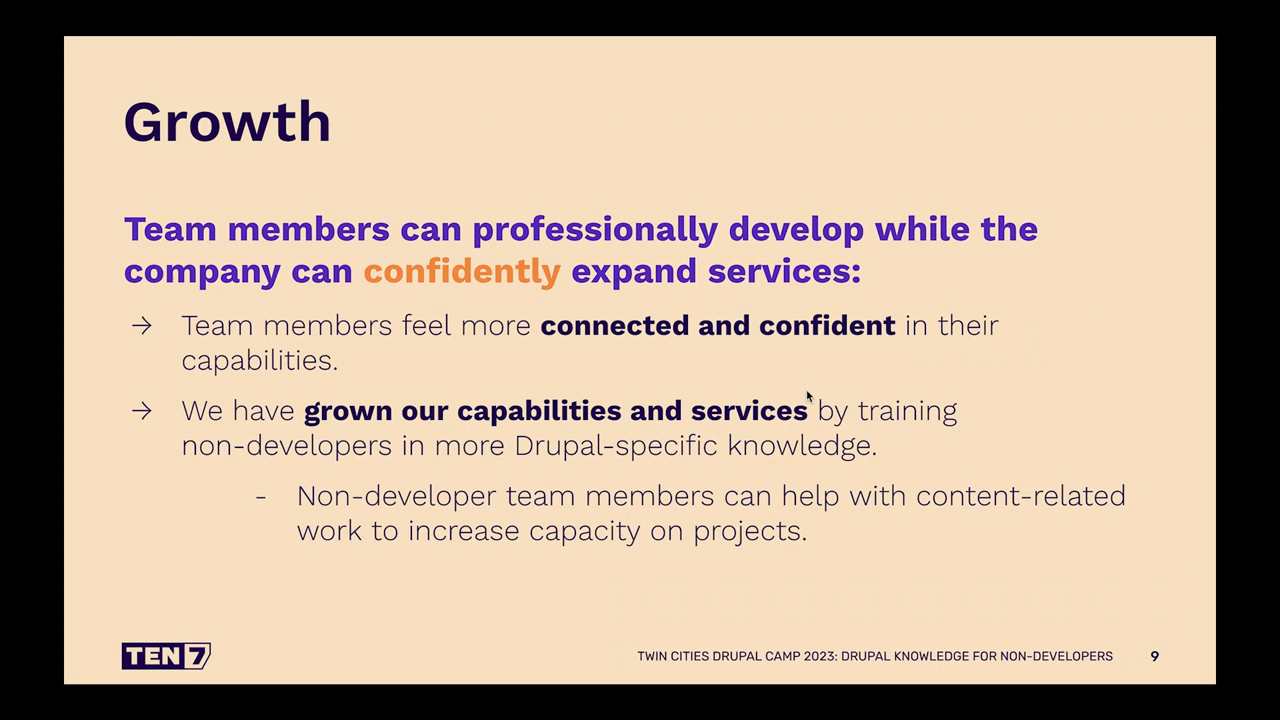 Growth
Team members can professionally develop while the
company can confidently expand services:
→ Team members feel more connected and confident in their
capabilities.
→ We have grown our capabilities and services by training
non-developers in more Drupal-specific knowledge.
- Non-developer team members can help with content-related
work to increase capacity on projects.
TEN7
TWIN CITIES DRUPAL CAMP 2023: DRUPAL KNOWLEDGE FOR NON-DEVELOPERS 9